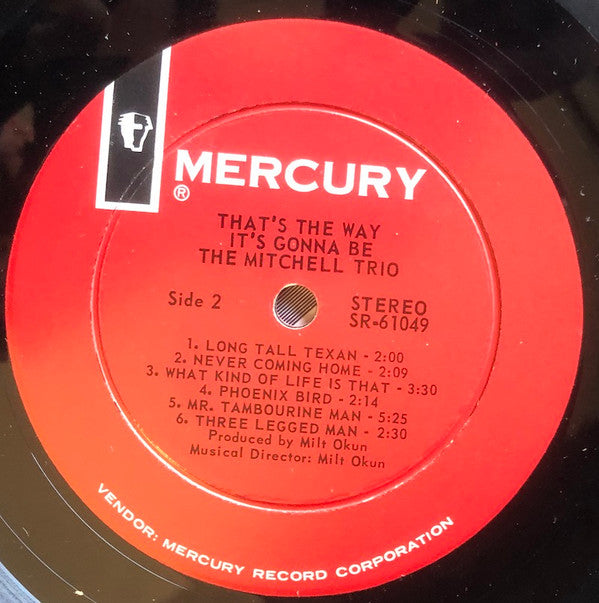 MERCURY
®
THAT'S THE WAY
IT'S GONNA BE
THE MITCHELL TRIO
Side 2
STEREO
SR-61049
1. LONG TALL TEXAN - 2:00
2. NEVER COMING HOME - 2:09
3. WHAT KIND OF LIFE IS THAT - 3:30
4. PHOENIX BIRD - 2:14
5. MR. TAMBOURINE MAN - 5:25
6. THREE LEGGED MAN - 2:30
Produced by Milt Okun
Musical Director: Milt Okun
VENDOR: MERCURY RECORD CORPORATION